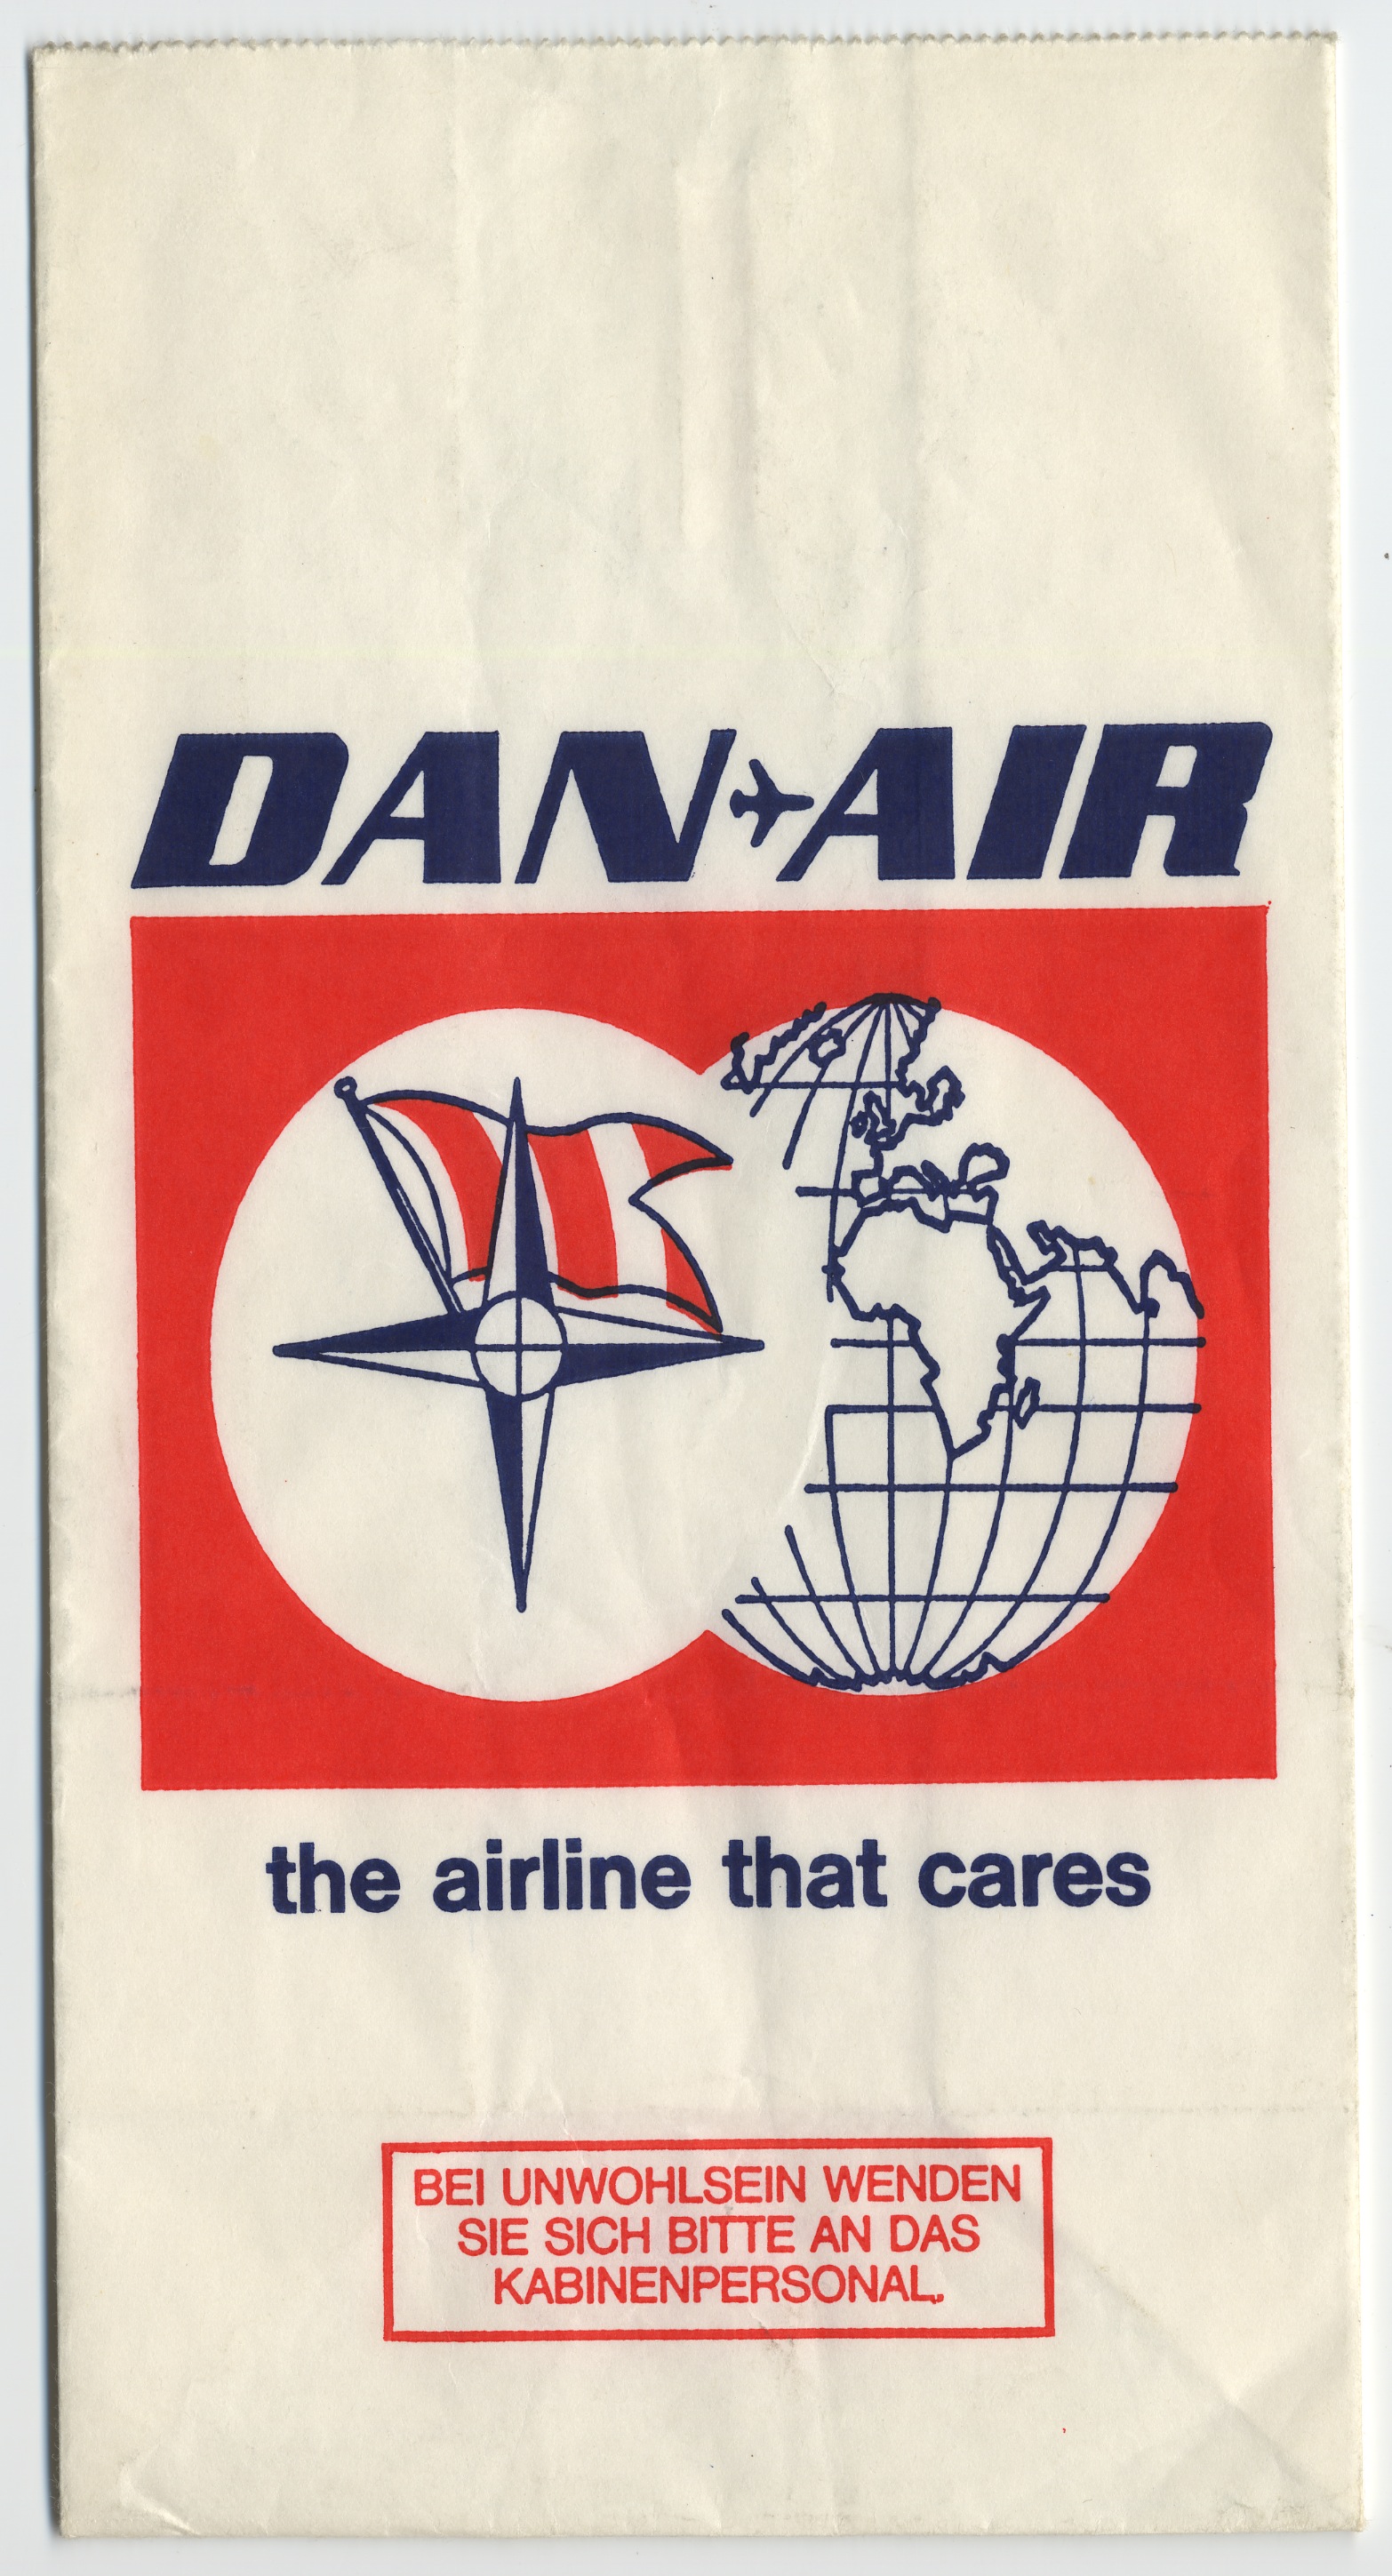 DAN AIR
the airline that cares
BEI UNWOHLSEIN WENDEN
SIE SICH BITTE AN DAS
KABINENPERSONAL.